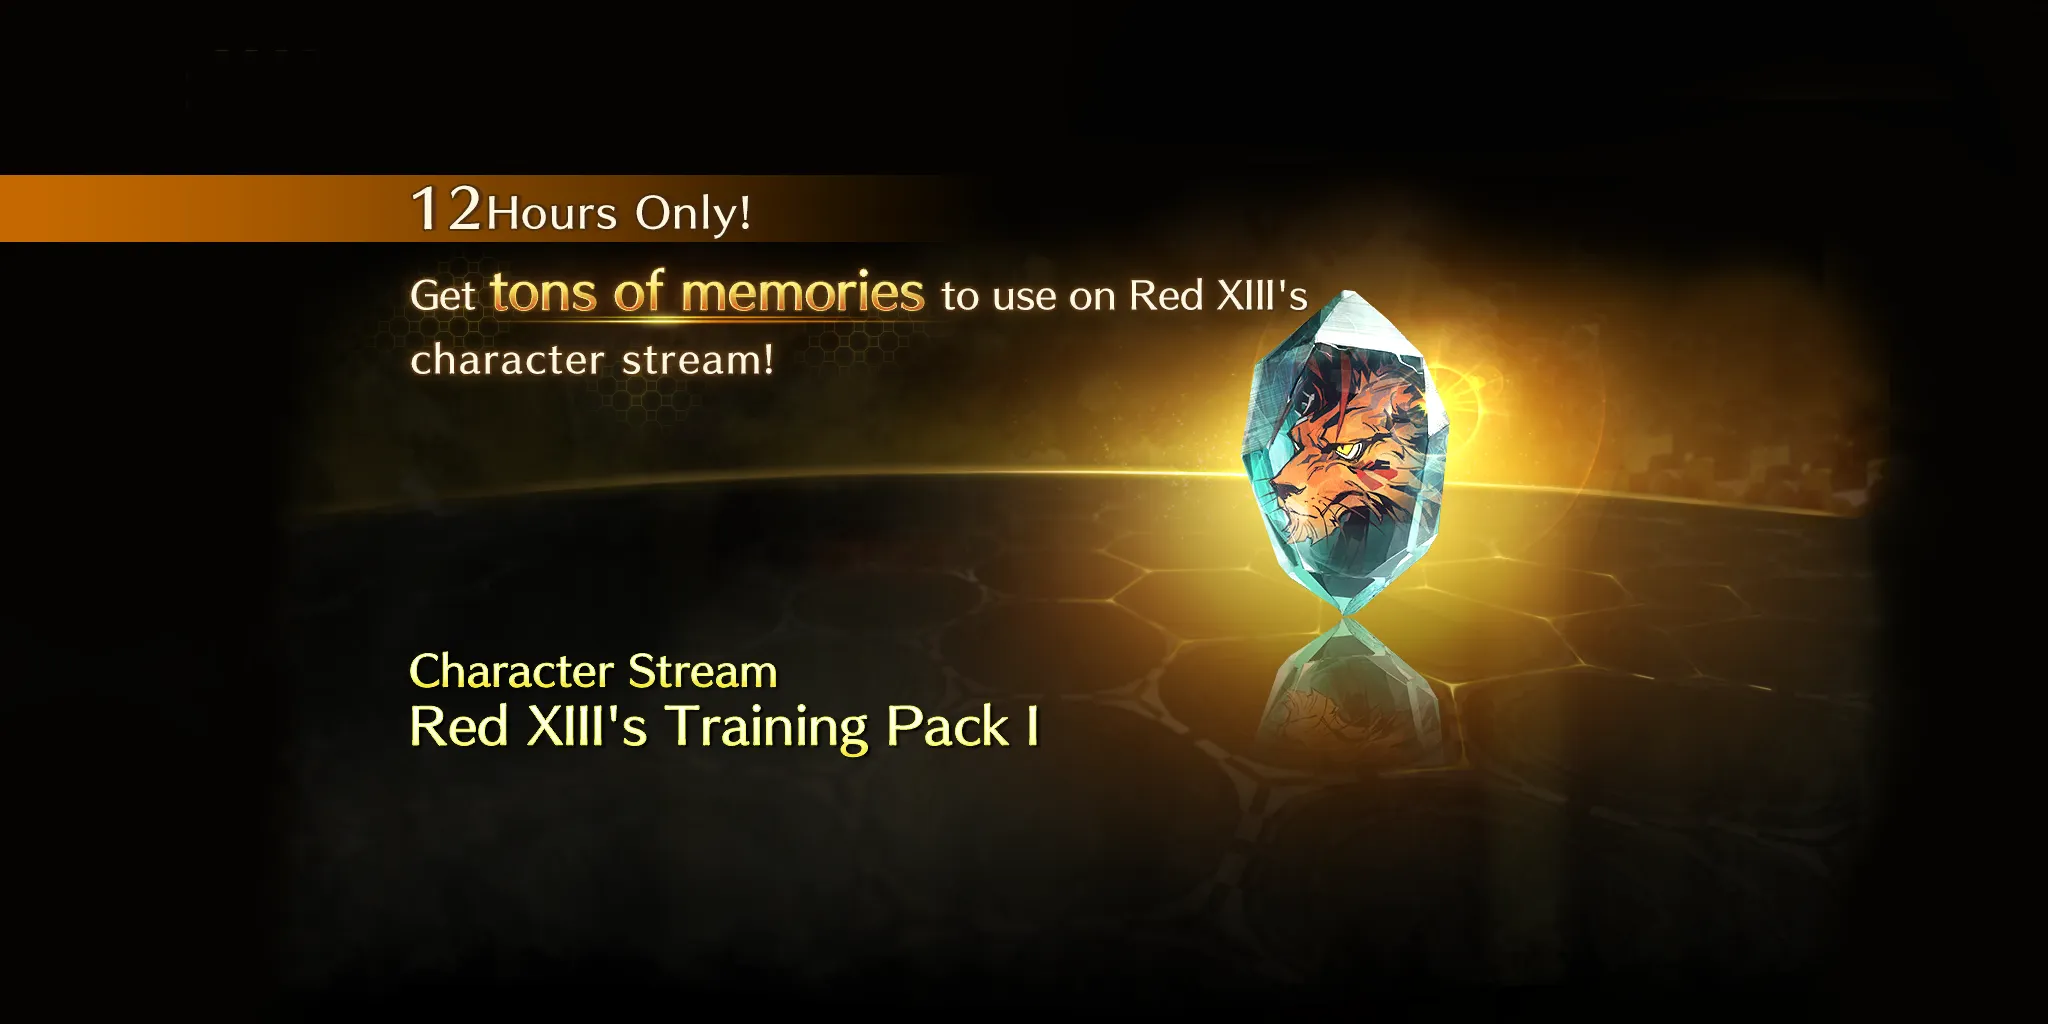 12Hours Only!
Get tons of memories to use on Red XIII's
character stream!
Character Stream
Red XIII's Training Pack I